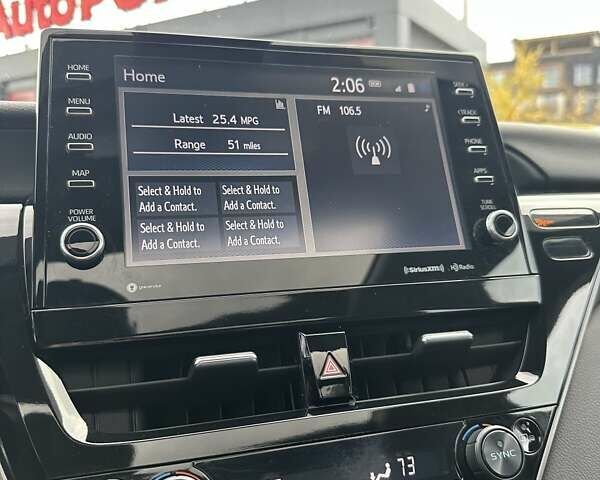 AUTOPO
HOME
MENU
AUDIO
MAP
POWER
VOLUME
Home
2:06
Latest 25.4 MPG
Range 51 miles
Select & Hold to
Add a Contact.
Select & Hold to
Add a Contact.
Select & Hold to
Add a Contact.
Select & Hold to
Add a Contact.
FM 106.5
SEEK >
< TRACK
PHONE
APPS
TUNE
SCROLL
SiriusXM
HD Radio
73
SYNC